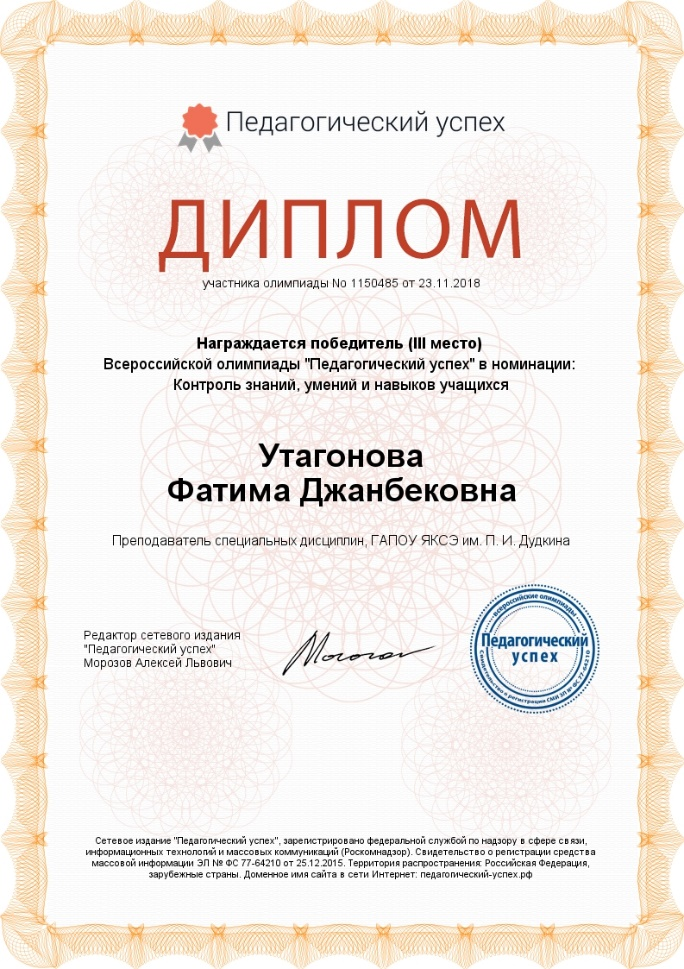 Педагогический успех
ДИПЛОМ
участника олимпиады No 1150485 от 23.11.2018
Награждается победитель (III место)
Всероссийской олимпиады "Педагогический успех" в номинации:
Контроль знаний, умений и навыков учащихся
Утагонова
Фатима Джанбековна
Преподаватель специальных дисциплин, ГАПОУ ЯКСЭ им. П. И. Дудкина
Редактор сетевого издания
"Педагогический успех"
Морозов Алексей Львович
всероссийские олимпиады
Педагогический
успех
свидетельство о регистрации СМИ ЭЛ № ФС 77-64210
Сетевое издание "Педагогический успех", зарегистрировано федеральной службой по надзору в сфере связи,
информационных технологий и массовых коммуникаций (Роскомнадзор). Свидетельство о регистрации средства
массовой информации ЭЛ № ФС 77-64210 от 25.12.2015. Территория распространения: Российская Федерация,
зарубежные страны. Доменное имя сайта в сети Интернет: педагогический-успех.рф